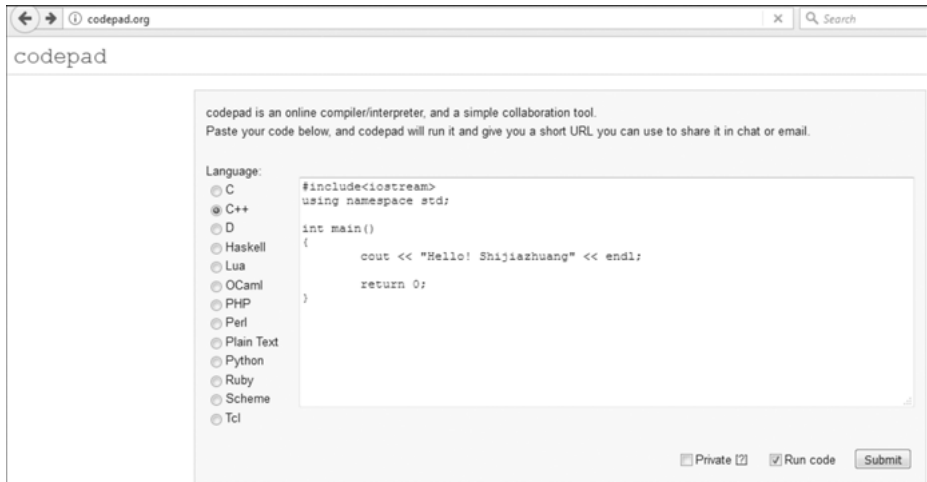 codepad.org
Search
codepad
codepad is an online compiler/interpreter, and a simple collaboration tool.
Paste your code below, and codepad will run it and give you a short URL you can use to share it in chat or email.
Language:
C
C++
D
Haskell
Lua
OCaml
PHP
Perl
Plain Text
Python
Ruby
Scheme
Tcl
#include<iostream>
using namespace std;
int main()
{
cout << "Hello! Shijiazhuang" << endl;
return 0;
}
Private [?] Run code Submit